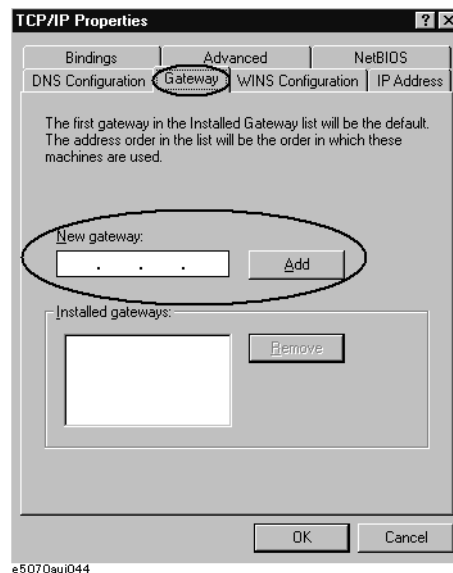 TCP/IP Properties
Bindings Advanced NetBIOS
DNS Configuration Gateway WINS Configuration IP Address
The first gateway in the Installed Gateway list will be the default.
The address order in the list will be the order in which these
machines are used.
New gateway:
. . . Add
Installed gateways:
Remove
OK Cancel
e5070auj044